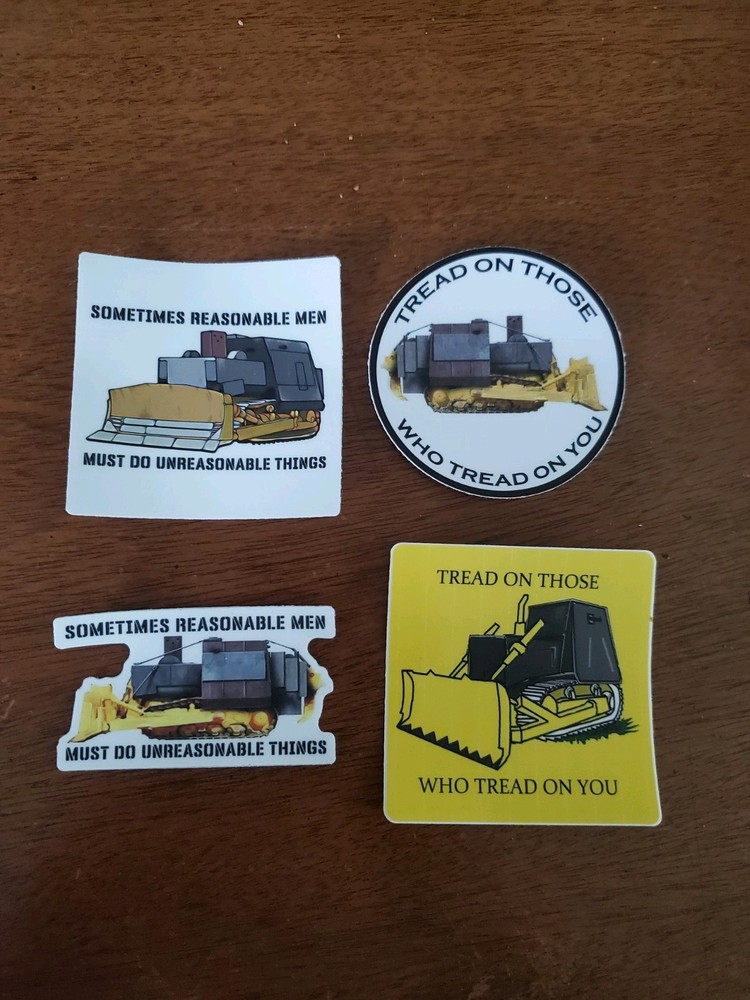 SOMETIMES REASONABLE MEN
MUST DO UNREASONABLE THINGS
TREAD ON THOSE
WHO TREAD ON YOU
SOMETIMES REASONABLE MEN
MUST DO UNREASONABLE THINGS
TREAD ON THOSE
WHO TREAD ON YOU